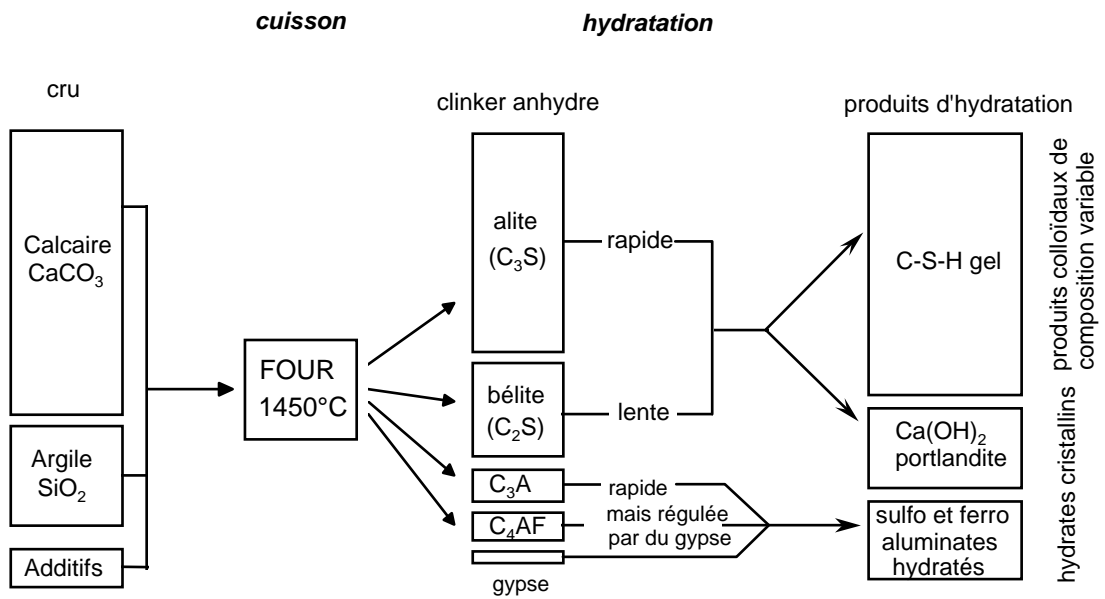 cuisson
hydratation
cru
clinker anhydre
produits d'hydratation
Calcaire
CaCO₃
Argile
SiO₂
Additifs
FOUR
1450°C
alite
(C₃S)
bélite
(C₂S)
C₃A
C₄AF
gypse
rapide
lente
rapide
mais régulée
par du gypse
C-S-H gel
Ca(OH)₂
portlandite
sulfo et ferro
aluminates
hydratés
produits colloïdaux de
composition variable
hydrates cristallins